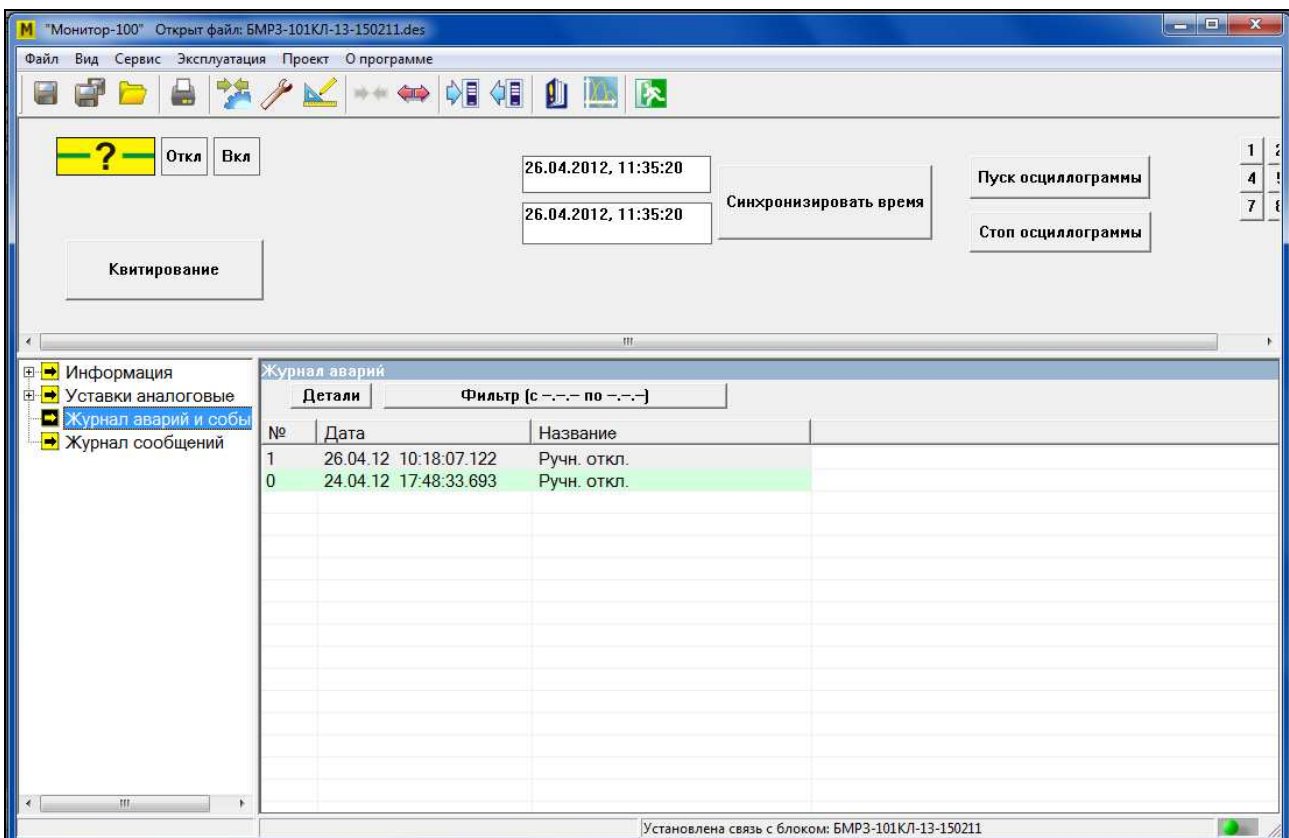 М "Монитор-100" Открыт файл: БМРЗ-101КЛ-13-150211.des
Файл Вид Сервис Эксплуатация Проект О программе
? Откл Вкл
26.04.2012, 11:35:20
26.04.2012, 11:35:20
Синхронизировать время
Пуск осциллограммы
Стоп осциллограммы
1 2
4
7
Квитирование
Информация
Уставки аналоговые
Журнал аварий и собы
Журнал сообщений
Журнал аварий
Детали Фильтр (с –.–.– по –.–.–)
№ Дата Название
1 26.04.12 10:18:07.122 Ручн. откл.
0 24.04.12 17:48:33.693 Ручн. откл.
Установлена связь с блоком: БМРЗ-101КЛ-13-150211